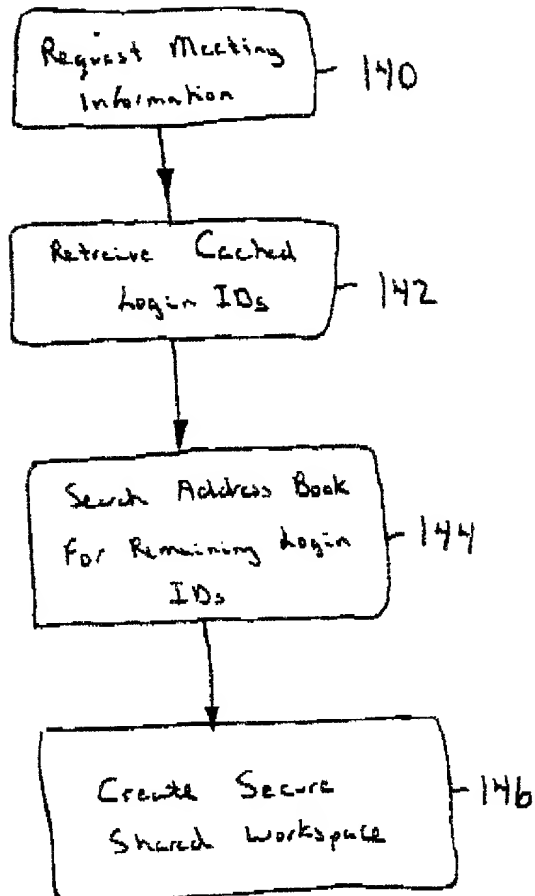 Request Meeting
Information
140
Retreive Cached
Login IDs
142
Search Address Book
For Remaining Login
IDs
144
Create Secure
Shared Workspace
146